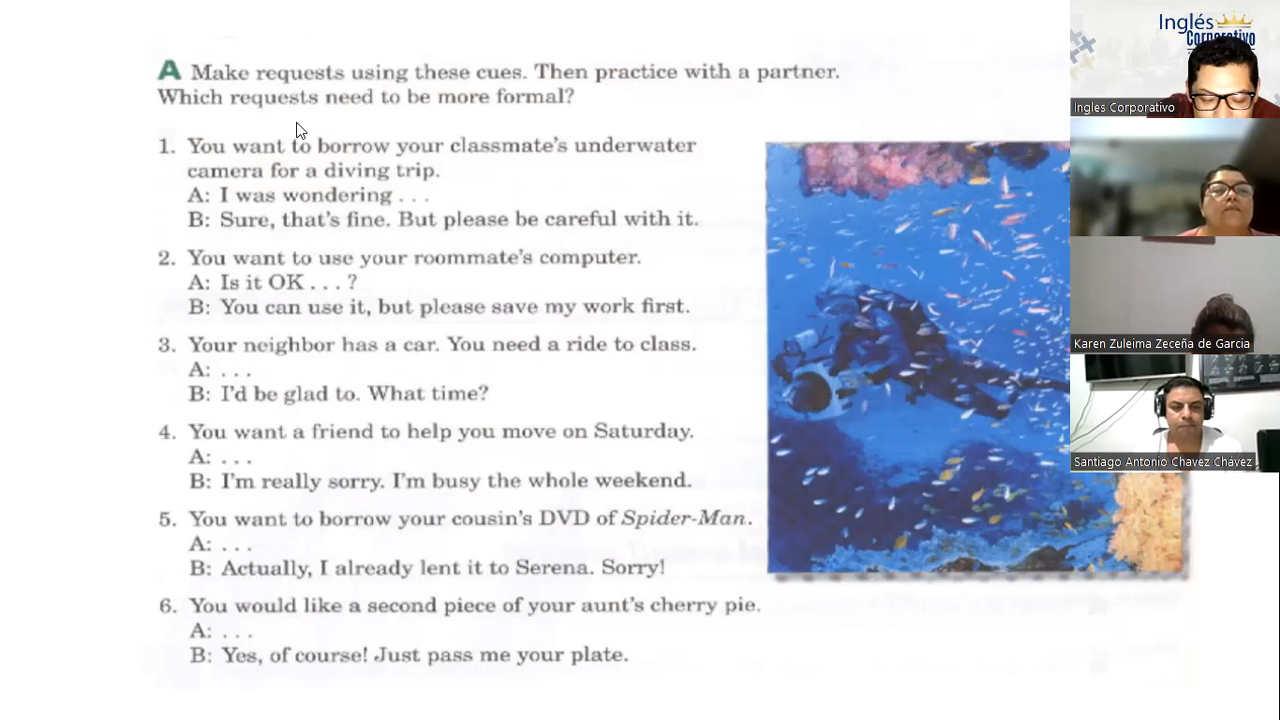 A Make requests using these cues. Then practice with a partner.
Which requests need to be more formal?
1. You want to borrow your classmate's underwater
camera for a diving trip.
A: I was wondering . . .
B: Sure, that's fine. But please be careful with it.
2. You want to use your roommate's computer.
A: Is it OK . . . ?
B: You can use it, but please save my work first.
3. Your neighbor has a car. You need a ride to class.
A: . . .
B: I'd be glad to. What time?
4. You want a friend to help you move on Saturday.
A: . . .
B: I'm really sorry. I'm busy the whole weekend.
5. You want to borrow your cousin's DVD of Spider-Man.
A: . . .
B: Actually, I already lent it to Serena. Sorry!
6. You would like a second piece of your aunt's cherry pie.
A: . . .
B: Yes, of course! Just pass me your plate.
Inglés
Corporativo
Ingles Corporativo
Karen Zuleima Zeceña de Garcia
Santiago Antonio Chavez Chávez